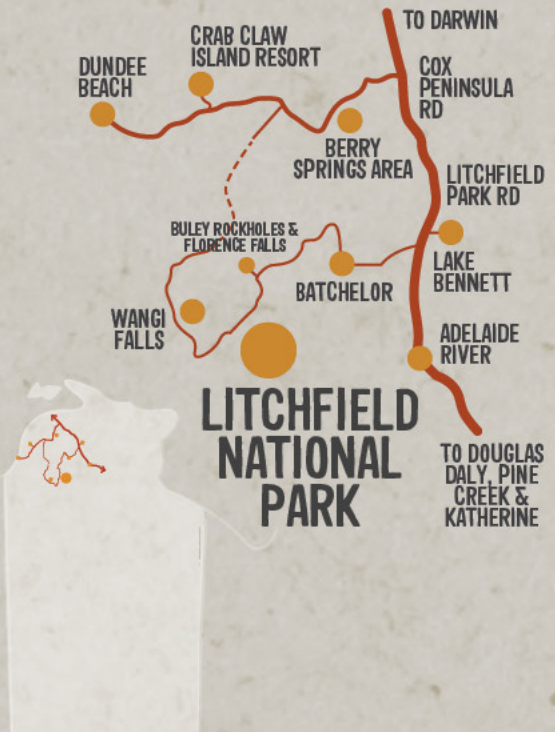 TO DARWIN
CRAB CLAW
ISLAND RESORT
DUNDEE
BEACH
COX
PENINSULA
RD
BERRY
SPRINGS AREA
LITCHFIELD
PARK RD
BULEY ROCKHOLES &
FLORENCE FALLS
LAKE
BENNETT
BATCHELOR
WANGI
FALLS
ADELAIDE
RIVER
LITCHFIELD
NATIONAL
PARK
TO DOUGLAS
DALY, PINE
CREEK &
KATHERINE